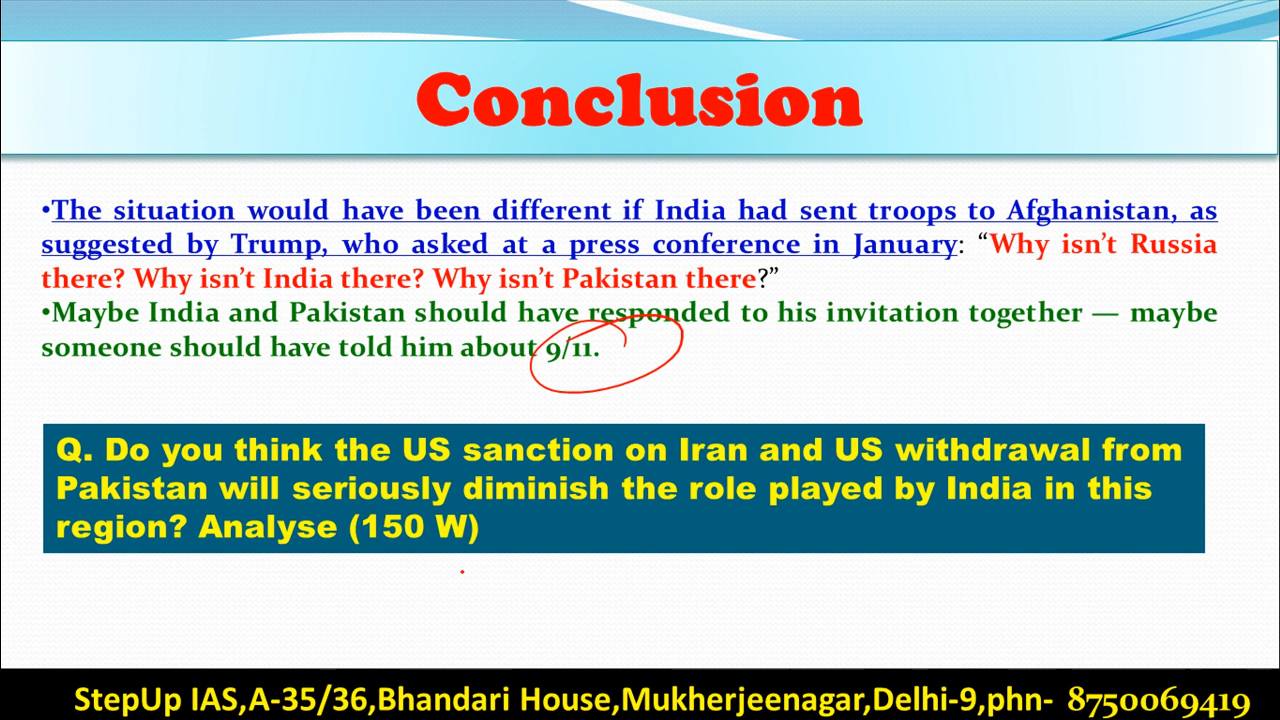 Conclusion
•The situation would have been different if India had sent troops to Afghanistan, as
suggested by Trump, who asked at a press conference in January: “Why isn’t Russia
there? Why isn’t India there? Why isn’t Pakistan there?”
•Maybe India and Pakistan should have responded to his invitation together — maybe
someone should have told him about 9/11.
Q. Do you think the US sanction on Iran and US withdrawal from
Pakistan will seriously diminish the role played by India in this
region? Analyse (150 W)
StepUp IAS,A-35/36,Bhandari House,Mukherjeenagar,Delhi-9,phn- 8750069419